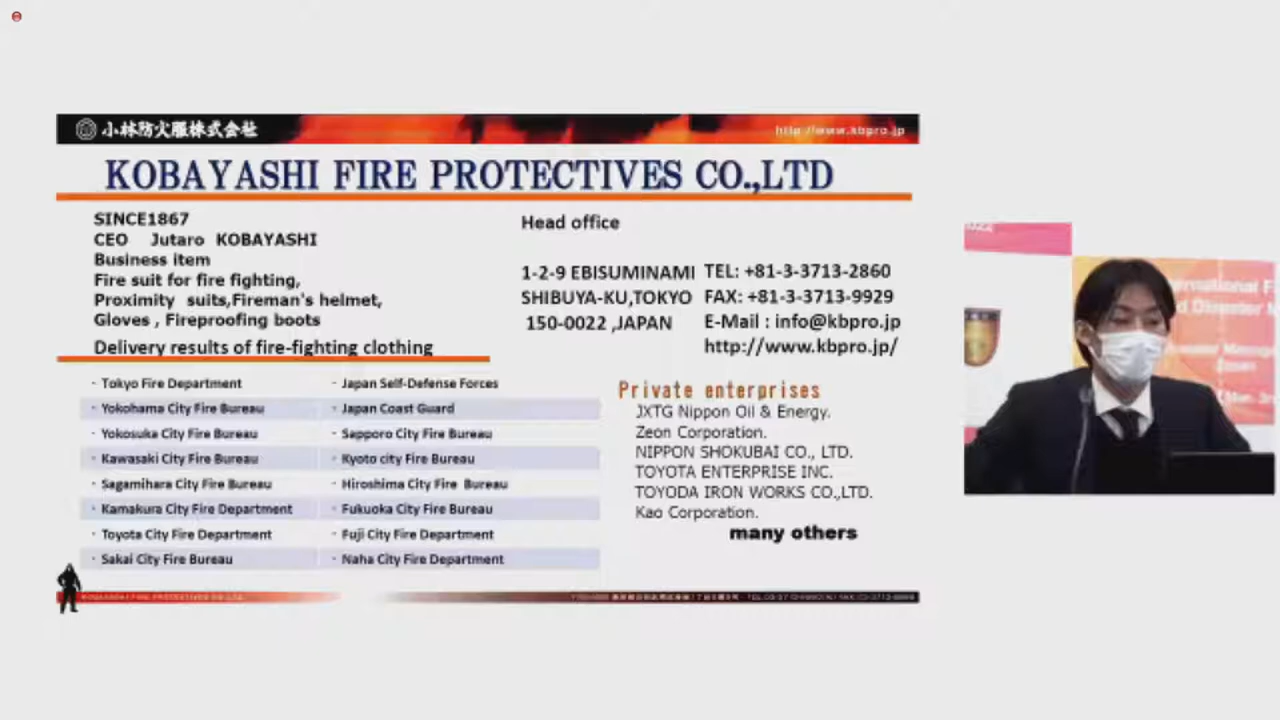 小林防火服株式会社
http://www.kbpro.jp
KOBAYASHI FIRE PROTECTIVES CO.,LTD
SINCE1867
CEO Jutaro KOBAYASHI
Business item
Fire suit for fire fighting,
Proximity suits,Fireman's helmet,
Gloves , Fireproofing boots
Head office
1-2-9 EBISUMINAMI
SHIBUYA-KU,TOKYO
150-0022 ,JAPAN
TEL: +81-3-3713-2860
FAX: +81-3-3713-9929
E-Mail : info@kbpro.jp
http://www.kbpro.jp/
Delivery results of fire-fighting clothing
・Tokyo Fire Department
・Yokohama City Fire Bureau
・Yokosuka City Fire Bureau
・Kawasaki City Fire Bureau
・Sagamihara City Fire Bureau
・Kamakura City Fire Department
・Toyota City Fire Department
・Sakai City Fire Bureau
・Japan Self-Defense Forces
・Japan Coast Guard
・Sapporo City Fire Bureau
・Kyoto city Fire Bureau
・Hiroshima City Fire Bureau
・Fukuoka City Fire Bureau
・Fuji City Fire Department
・Naha City Fire Department
Private enterprises
JXTG Nippon Oil & Energy.
Zeon Corporation.
NIPPON SHOKUBAI CO., LTD.
TOYOTA ENTERPRISE INC.
TOYODA IRON WORKS CO.,LTD.
Kao Corporation.
many others
KOBAYASHI FIRE PROTECTIVES CO.,LTD.